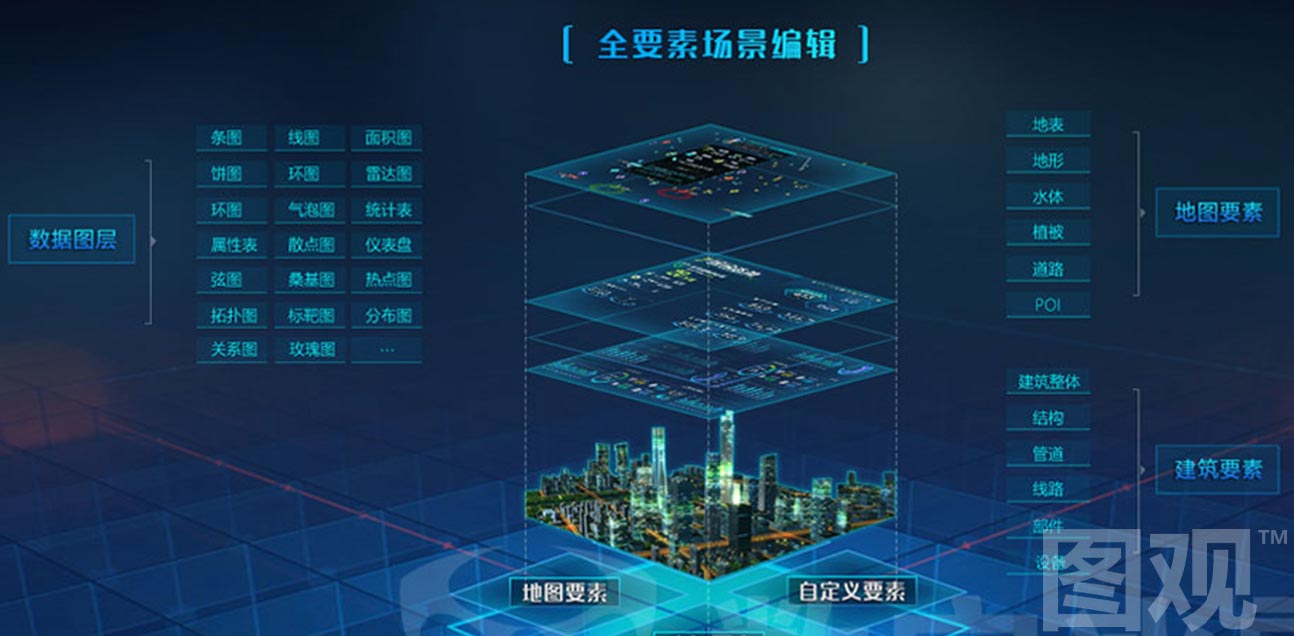 [ 全要素场景编辑 ]
数据图层
条图 线图 面积图
饼图 环图 雷达图
环图 气泡图 统计表
属性表 散点图 仪表盘
弦图 桑基图 热点图
拓扑图 标靶图 分布图
关系图 玫瑰图 ...
地表
地形
水体
植被
道路
POI
地图要素
建筑整体
结构
管道
线路
部件
设备
建筑要素
地图要素
自定义要素
图观™